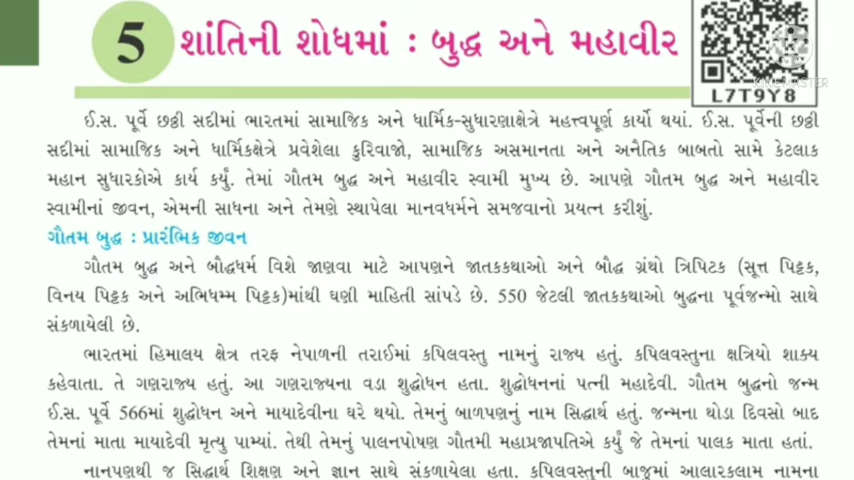 5
શાંતિની શોધમાં : બુદ્ધ અને મહાવીર
KINEMASTER
L7T9Y8
ઈ.સ. પૂર્વે છઠ્ઠી સદીમાં ભારતમાં સામાજિક અને ધાર્મિક-સુધારણાક્ષેત્રે મહત્ત્વપૂર્ણ કાર્યો થયાં. ઈ.સ. પૂર્વેની છઠ્ઠી
સદીમાં સામાજિક અને ધાર્મિકક્ષેત્રે પ્રવેશેલા કુરિવાજો, સામાજિક અસમાનતા અને અનૈતિક બાબતો સામે કેટલાક
મહાન સુધારકોએ કાર્ય કર્યું. તેમાં ગૌતમ બુદ્ધ અને મહાવીર સ્વામી મુખ્ય છે. આપણે ગૌતમ બુદ્ધ અને મહાવીર
સ્વામીનાં જીવન, એમની સાધના અને તેમણે સ્થાપેલા માનવધર્મને સમજવાનો પ્રયત્ન કરીશું.
ગૌતમ બુદ્ધ : પ્રારંભિક જીવન
ગૌતમ બુદ્ધ અને બૌદ્ધધર્મ વિશે જાણવા માટે આપણને જાતકકથાઓ અને બૌદ્ધ ગ્રંથો ત્રિપિટક (સૂત્ત પિટ્ટક,
વિનય પિટ્ટક અને અભિધમ્મ પિટ્ટક)માંથી ઘણી માહિતી સાંપડે છે. 550 જેટલી જાતકકથાઓ બુદ્ધના પૂર્વજન્મો સાથે
સંકળાયેલી છે.
ભારતમાં હિમાલય ક્ષેત્ર તરફ નેપાળની તરાઈમાં કપિલવસ્તુ નામનું રાજ્ય હતું. કપિલવસ્તુના ક્ષત્રિયો શાક્ય
કહેવાતા. તે ગણરાજ્ય હતું. આ ગણરાજ્યના વડા શુદ્ધોધન હતા. શુદ્ધોધનનાં પત્ની મહાદેવી. ગૌતમ બુદ્ધનો જન્મ
ઈ.સ. પૂર્વે 566માં શુદ્ધોધન અને માયાદેવીના ઘરે થયો. તેમનું બાળપણનું નામ સિદ્ધાર્થ હતું. જન્મના થોડા દિવસો બાદ
તેમનાં માતા માયાદેવી મૃત્યુ પામ્યાં. તેથી તેમનું પાલનપોષણ ગૌતમી મહાપ્રજાપતિએ કર્યું જે તેમનાં પાલક માતા હતાં.
નાનપણથી જ સિદ્ધાર્થ શિક્ષણ અને જ્ઞાન સાથે સંકળાયેલા હતા. કપિલવસ્તુની બાજુમાં આલારકલામ નામના